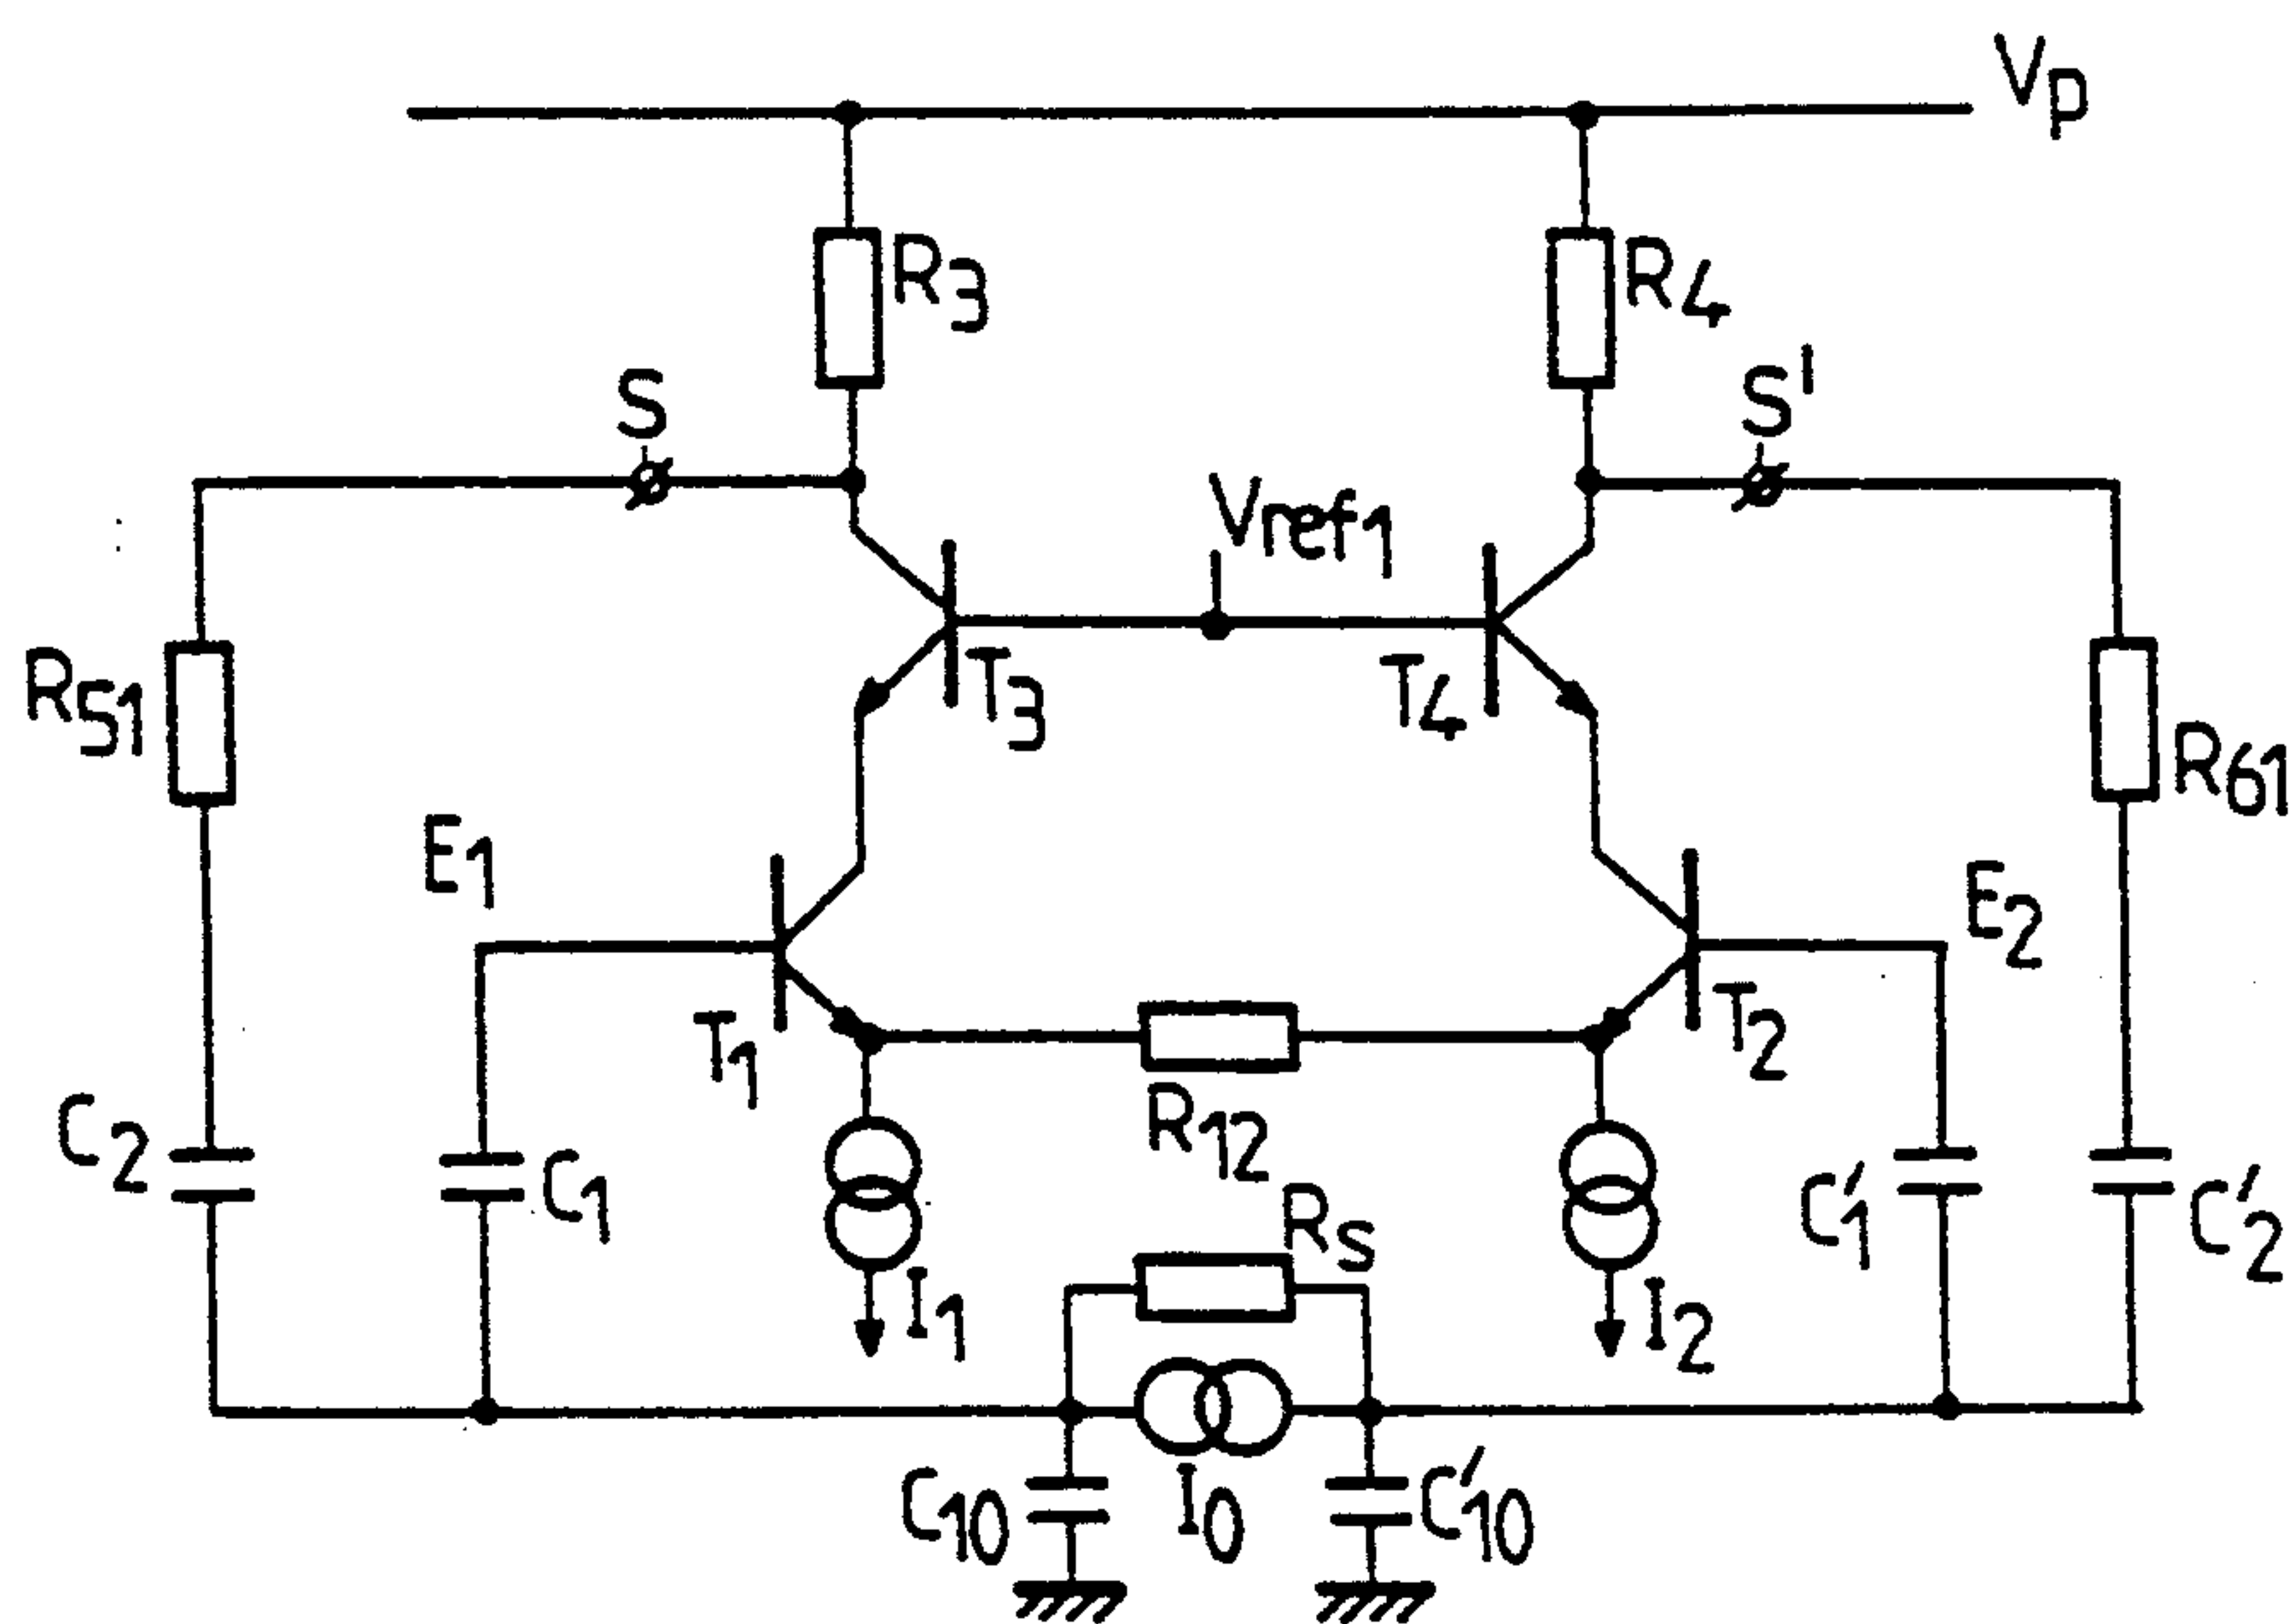 Vp
R3
R4
S
S'
Vref1
R51
T3
T4
R61
E1
E2
T1
T2
C2
C1
R12
C'1
C'2
Rs
I1
I2
C10
I0
C'10